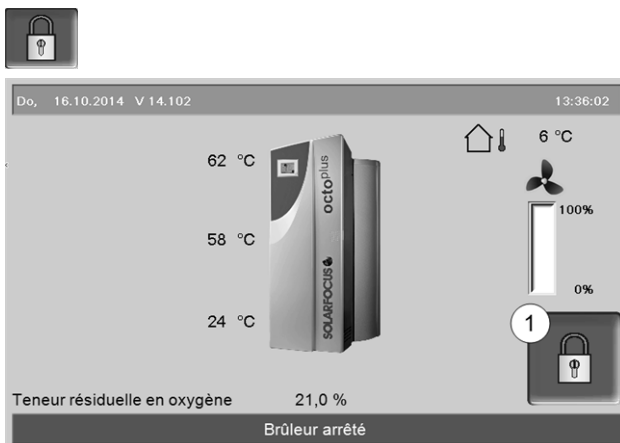 Do, 16.10.2014 V 14.102 13:36:02
6 °C
62 °C
octoplus
100%
58 °C
0%
24 °C
SOLARFOCUS
1
Teneur résiduelle en oxygène 21,0 %
Brûleur arrêté